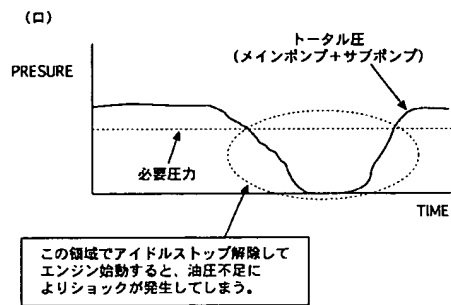 (ロ)
トータル圧
(メインポンプ+サブポンプ)
PRESURE
必要圧力
TIME
この領域でアイドルストップ解除して
エンジン始動すると、油圧不足に
よりショックが発生してしまう。